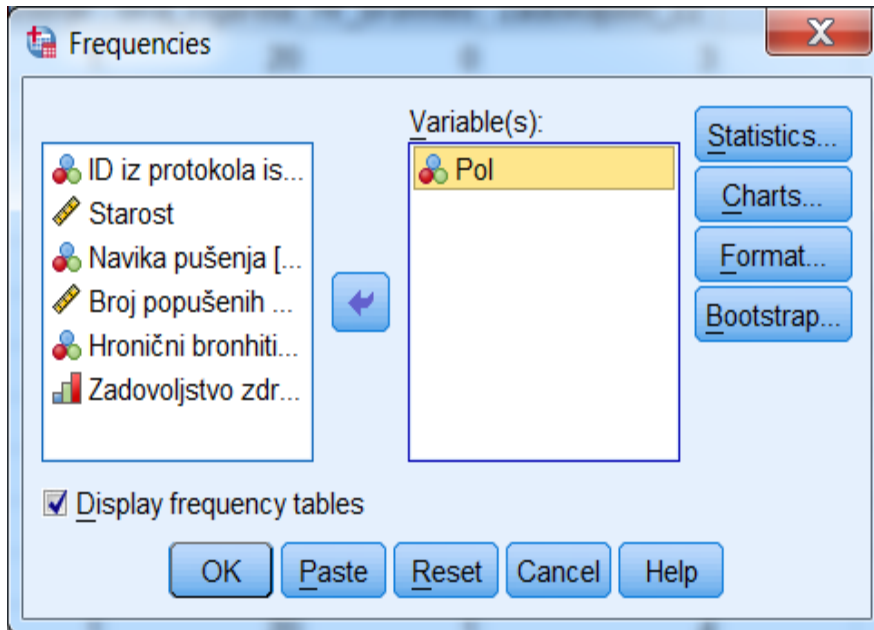 Frequencies
Variable(s):
ID iz protokola is...
Starost
Navika pušenja [...
Broj popušenih ...
Hronični bronhiti...
Zadovoljstvo zdr...
Pol
Statistics...
Charts...
Format...
Bootstrap...
Display frequency tables
OK Paste Reset Cancel Help